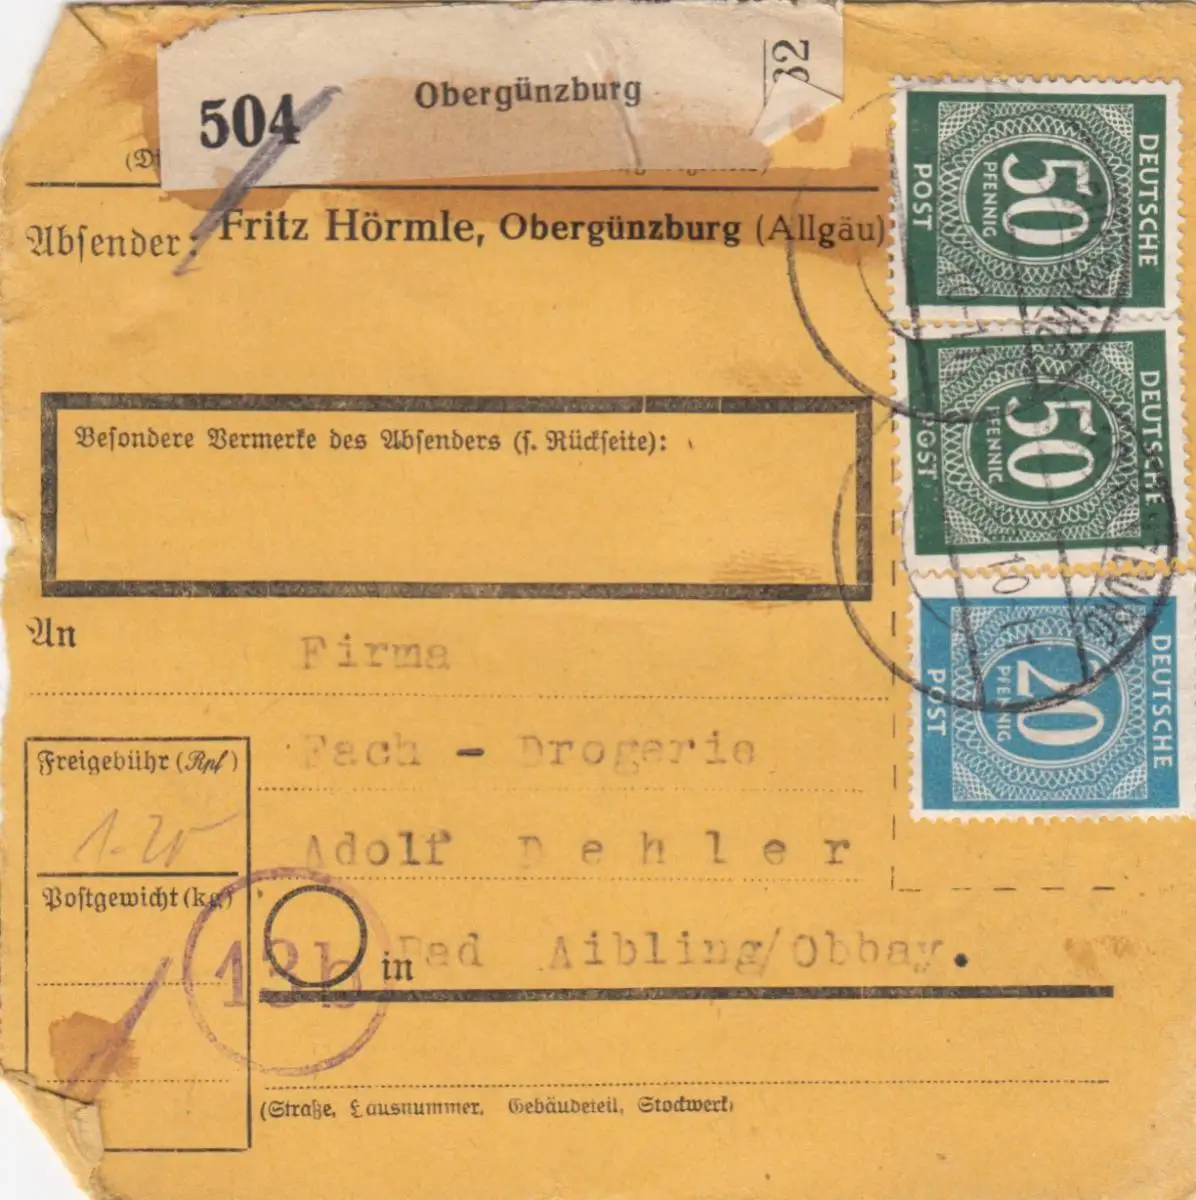 504 Obergünzburg 32
Absender: Fritz Hörmle, Obergünzburg (Allgäu)
Besondere Vermerke des Absenders (s. Rückseite):
An
Firma
Fach - Drogerie
Adolf Dehler
in Bad Aibling/Obbay.
Freigebühr (Rpf)
1.20
Postgewicht (kg)
13b
(Straße, Hausnummer, Gebäudeteil, Stockwerk)
DEUTSCHE
50
PFENNIG
POST
DEUTSCHE
50
PFENNIG
POST
DEUTSCHE
20
PFENNIG
POST